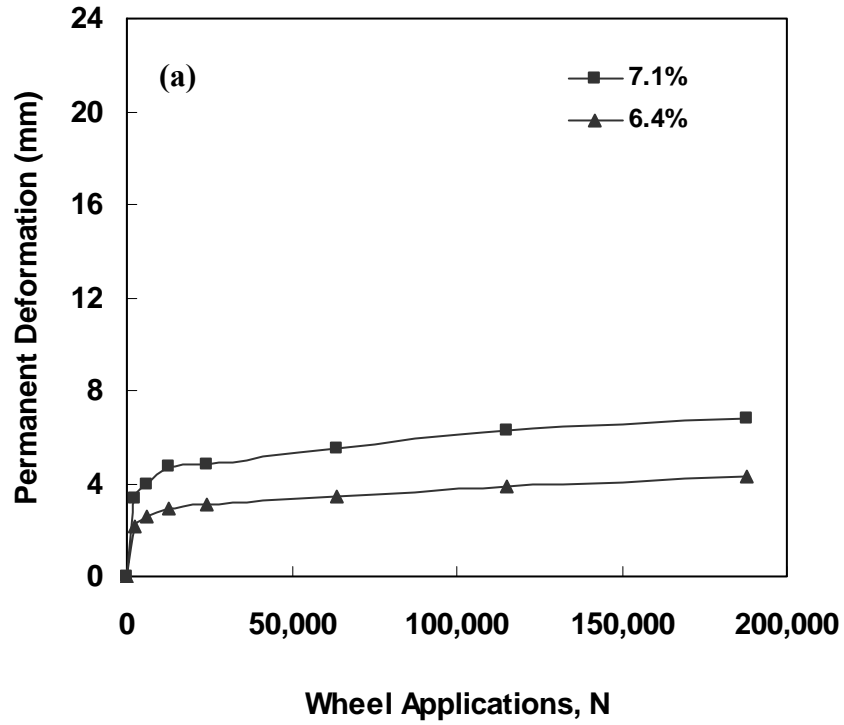 24
20
16
12
8
4
0
Permanent Deformation (mm)
(a)
7.1%
6.4%
0 50,000 100,000 150,000 200,000
Wheel Applications, N